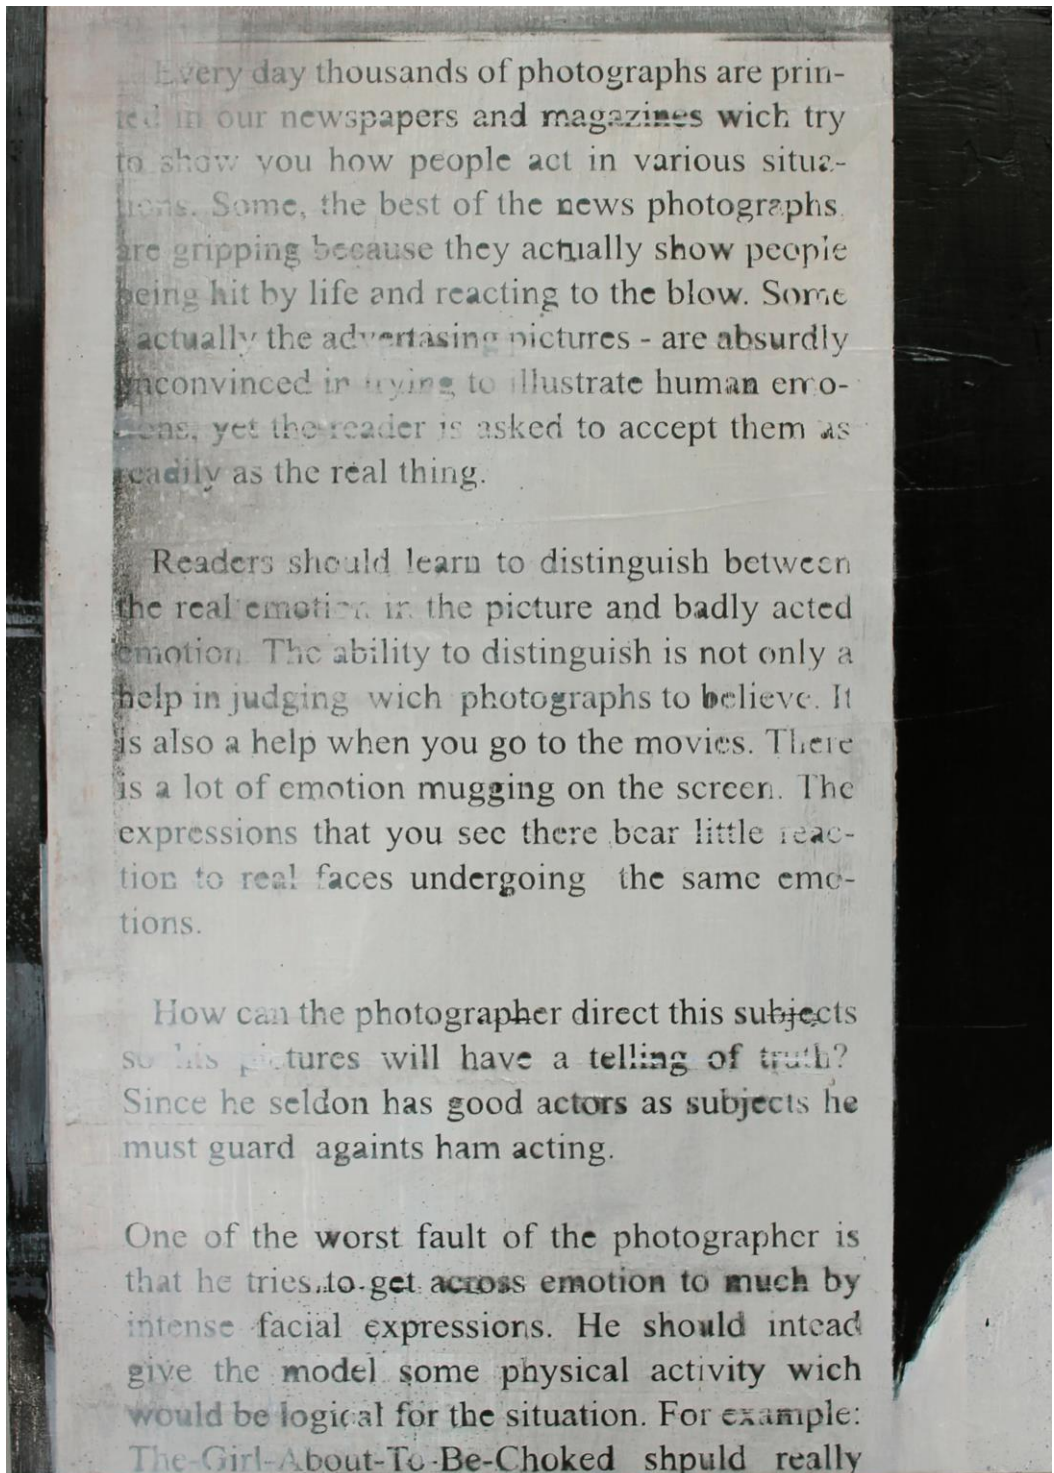 Every day thousands of photographs are prin-
ted in our newspapers and magazines wich try
to show you how people act in various situa-
tions. Some, the best of the news photographs
are gripping because they actually show people
being hit by life and reacting to the blow. Some
actually the advertasing pictures - are absurdly
unconvinced in trying to illustrate human emo-
tions, yet the reader is asked to accept them as
readily as the real thing.
Readers should learn to distinguish between
the real emotion in the picture and badly acted
emotion. The ability to distinguish is not only a
help in judging wich photographs to believe. It
is also a help when you go to the movies. There
is a lot of emotion mugging on the screen. The
expressions that you see there bear little reac-
tion to real faces undergoing the same emo-
tions.
How can the photographer direct this subjects
so his pictures will have a telling of truth?
Since he seldon has good actors as subjects he
must guard againts ham acting.
One of the worst fault of the photographer is
that he tries to get across emotion to much by
intense facial expressions. He should intead
give the model some physical activity wich
would be logical for the situation. For example:
The-Girl-About-To-Be-Choked shpuld really